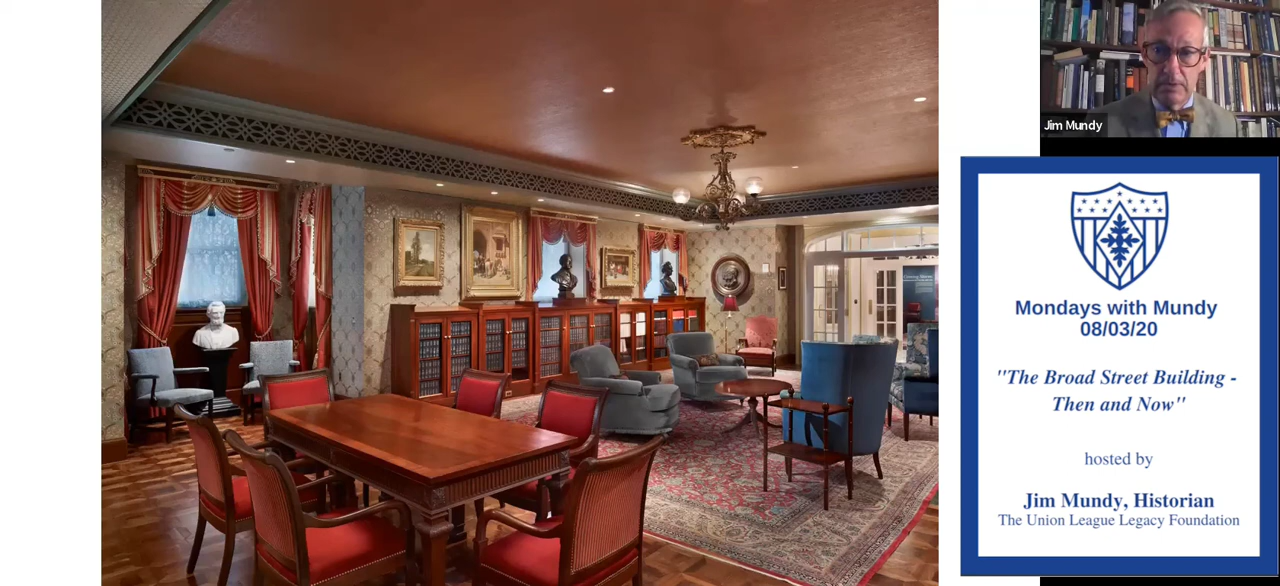 Jim Mundy
Mondays with Mundy
08/03/20
"The Broad Street Building -
Then and Now"
hosted by
Jim Mundy, Historian
The Union League Legacy Foundation